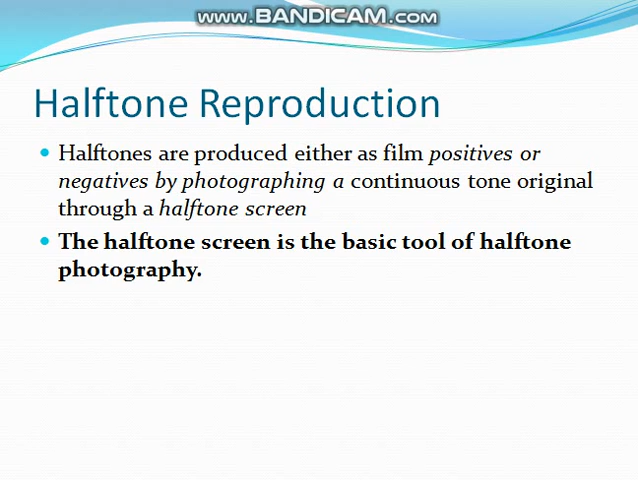 www.BANDICAM.com
Halftone Reproduction
Halftones are produced either as film positives or
negatives by photographing a continuous tone original
through a halftone screen
The halftone screen is the basic tool of halftone
photography.